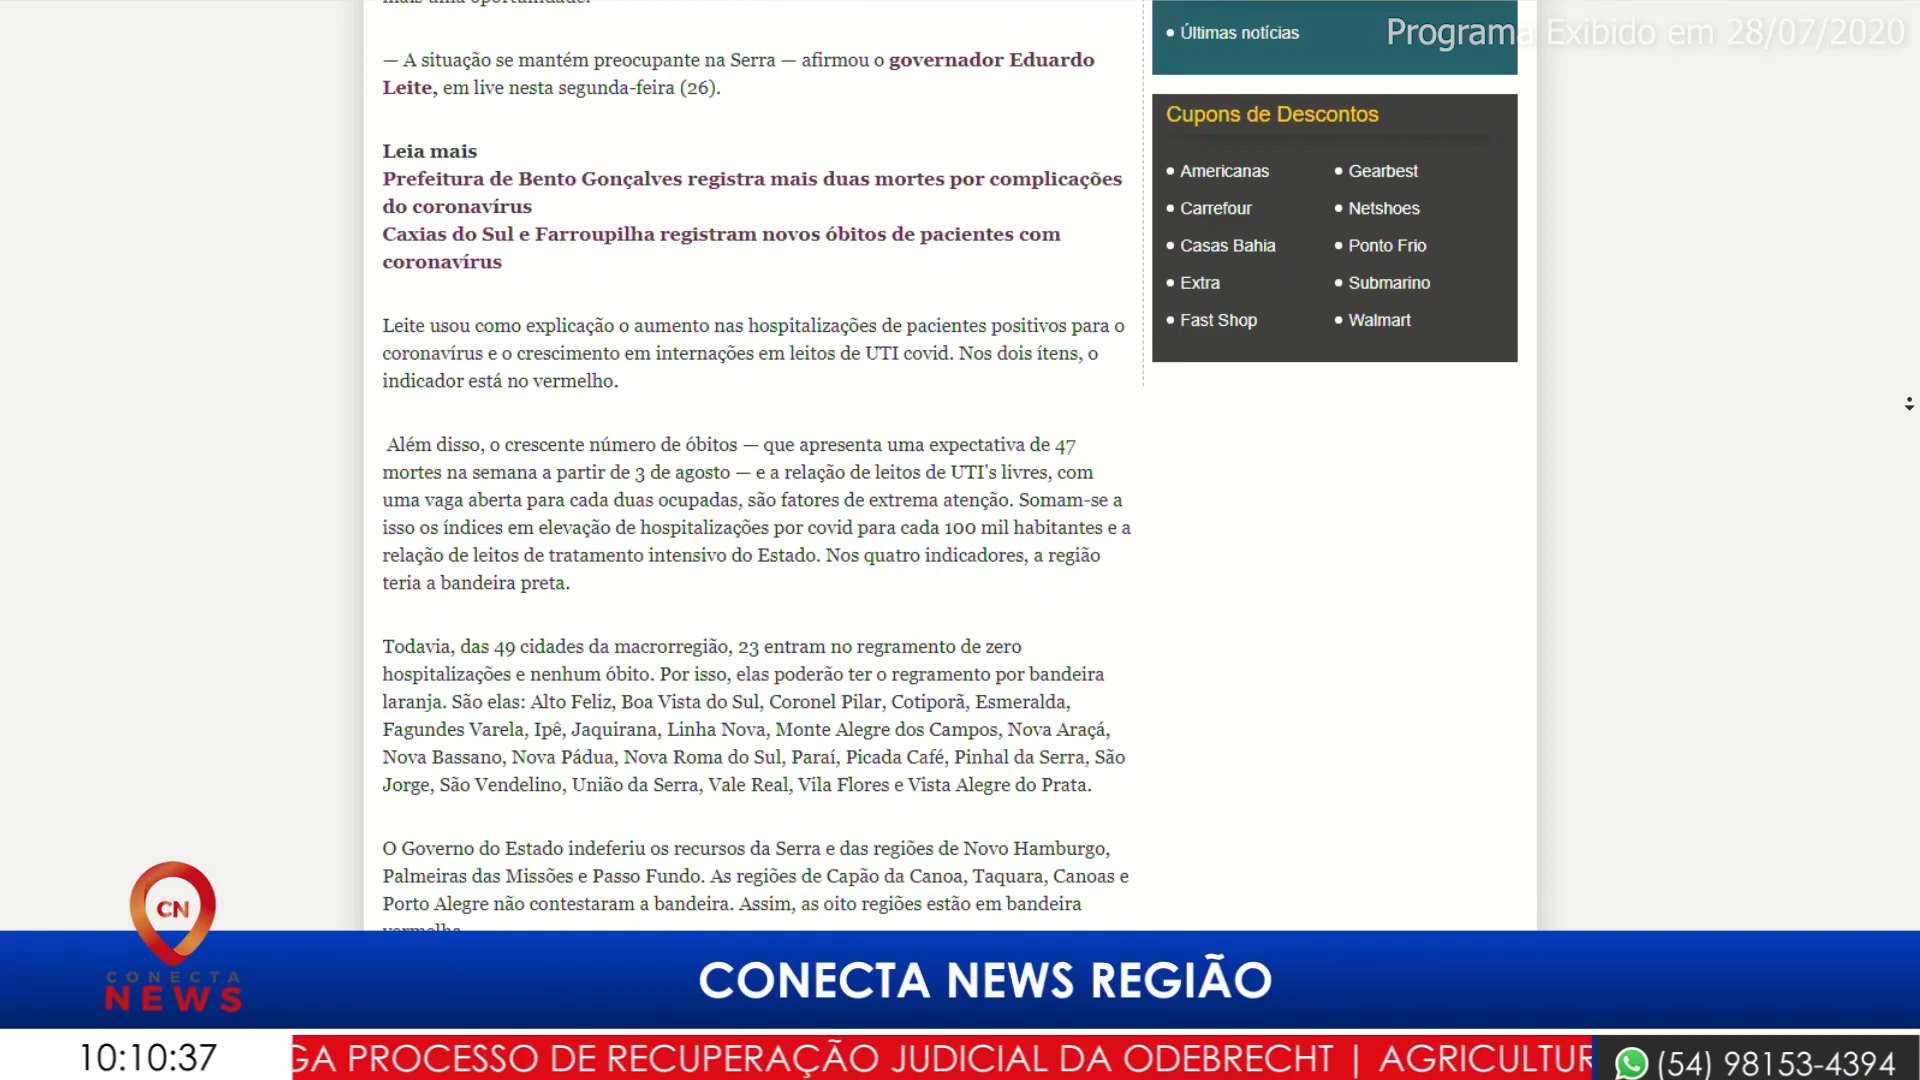 mais uma oportunidade.
— A situação se mantém preocupante na Serra — afirmou o governador Eduardo
Leite, em live nesta segunda-feira (26).
Leia mais
Prefeitura de Bento Gonçalves registra mais duas mortes por complicações
do coronavírus
Caxias do Sul e Farroupilha registram novos óbitos de pacientes com
coronavírus
Leite usou como explicação o aumento nas hospitalizações de pacientes positivos para o
coronavírus e o crescimento em internações em leitos de UTI covid. Nos dois ítens, o
indicador está no vermelho.
Além disso, o crescente número de óbitos — que apresenta uma expectativa de 47
mortes na semana a partir de 3 de agosto — e a relação de leitos de UTI's livres, com
uma vaga aberta para cada duas ocupadas, são fatores de extrema atenção. Somam-se a
isso os índices em elevação de hospitalizações por covid para cada 100 mil habitantes e a
relação de leitos de tratamento intensivo do Estado. Nos quatro indicadores, a região
teria a bandeira preta.
Todavia, das 49 cidades da macrorregião, 23 entram no regramento de zero
hospitalizações e nenhum óbito. Por isso, elas poderão ter o regramento por bandeira
laranja. São elas: Alto Feliz, Boa Vista do Sul, Coronel Pilar, Cotiporã, Esmeralda,
Fagundes Varela, Ipê, Jaquirana, Linha Nova, Monte Alegre dos Campos, Nova Araçá,
Nova Bassano, Nova Pádua, Nova Roma do Sul, Paraí, Picada Café, Pinhal da Serra, São
Jorge, São Vendelino, União da Serra, Vale Real, Vila Flores e Vista Alegre do Prata.
O Governo do Estado indeferiu os recursos da Serra e das regiões de Novo Hamburgo,
Palmeiras das Missões e Passo Fundo. As regiões de Capão da Canoa, Taquara, Canoas e
Porto Alegre não contestaram a bandeira. Assim, as oito regiões estão em bandeira
vermelha
• Últimas notícias
Programa Exibido em 28/07/2020
Cupons de Descontos
• Americanas
• Gearbest
• Carrefour
• Netshoes
• Casas Bahia
• Ponto Frio
• Extra
• Submarino
• Fast Shop
• Walmart
CN
CONECTA
NEWS
CONECTA NEWS REGIÃO
10:10:37
GA PROCESSO DE RECUPERAÇÃO JUDICIAL DA ODEBRECHT | AGRICULTUR
(54) 98153-4394